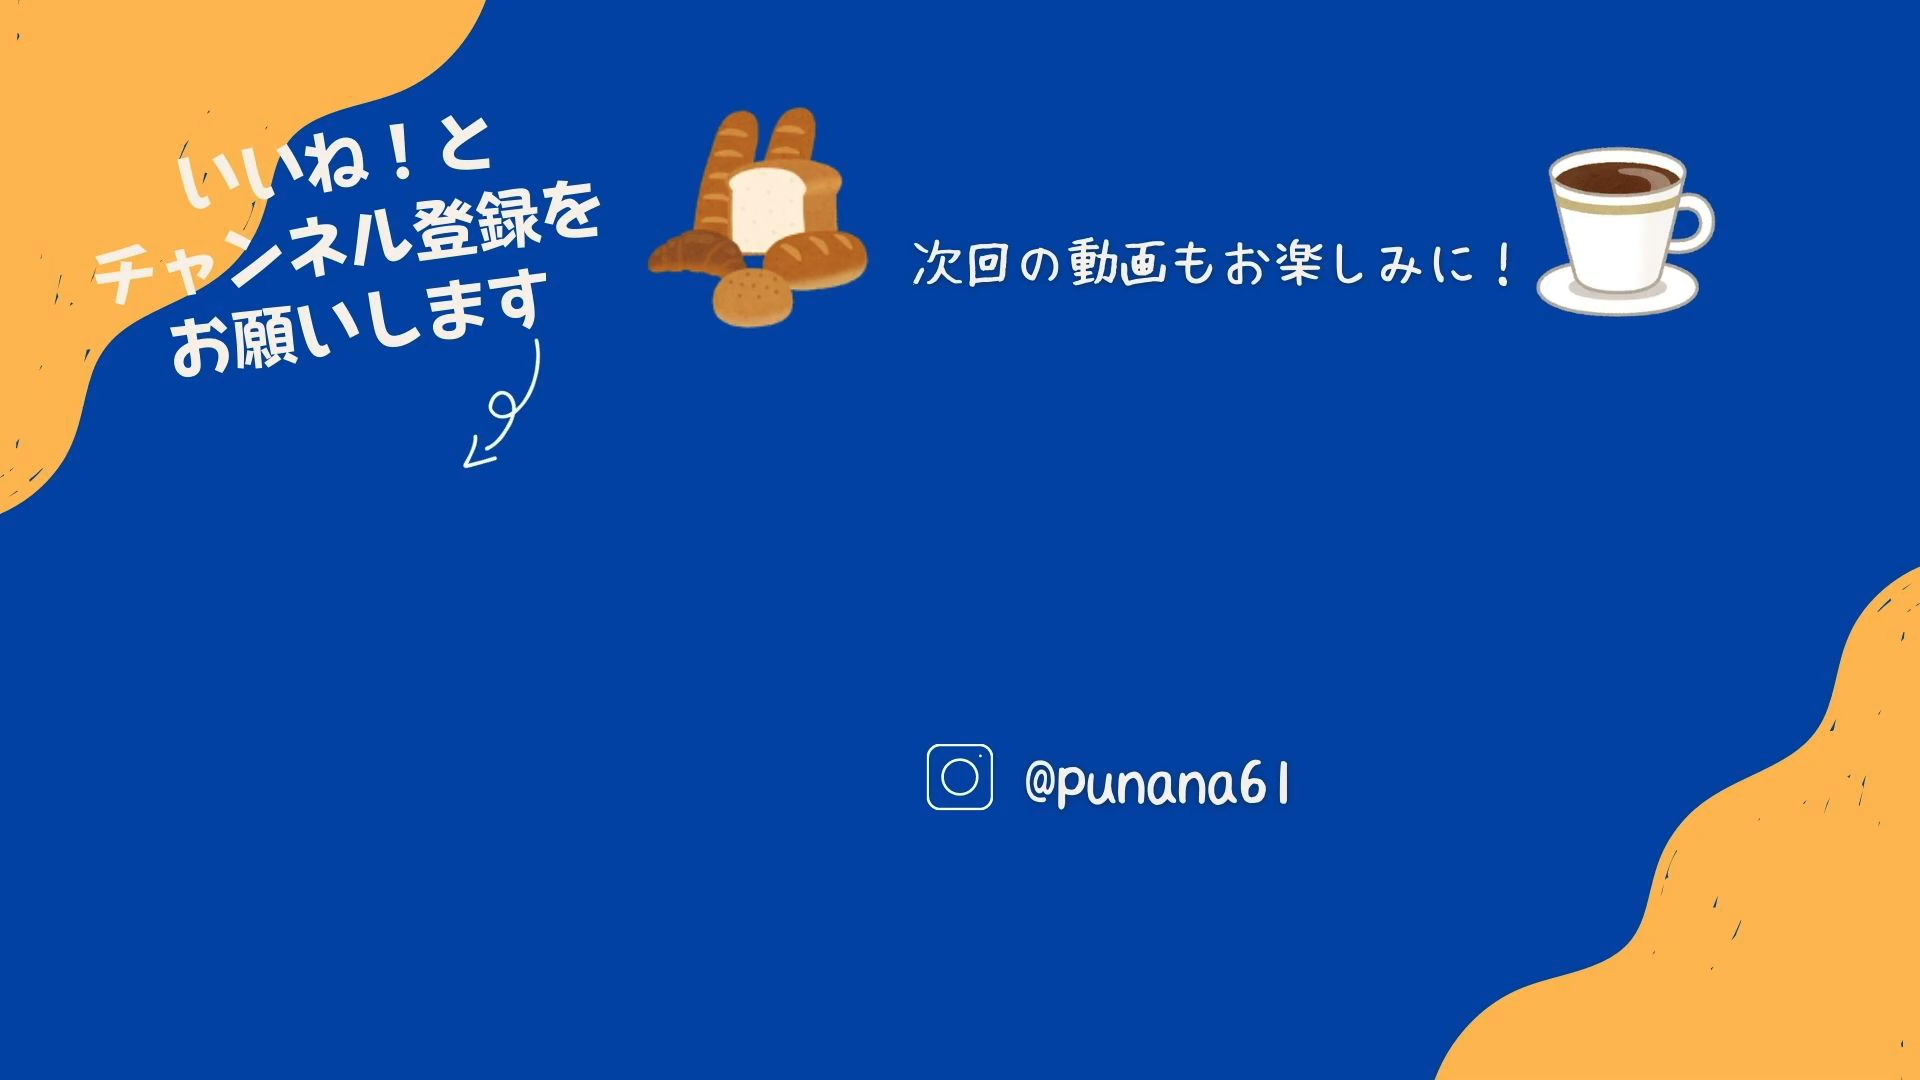 いいね！と
チャンネル登録を
お願いします
次回の動画もお楽しみに！
@punana61